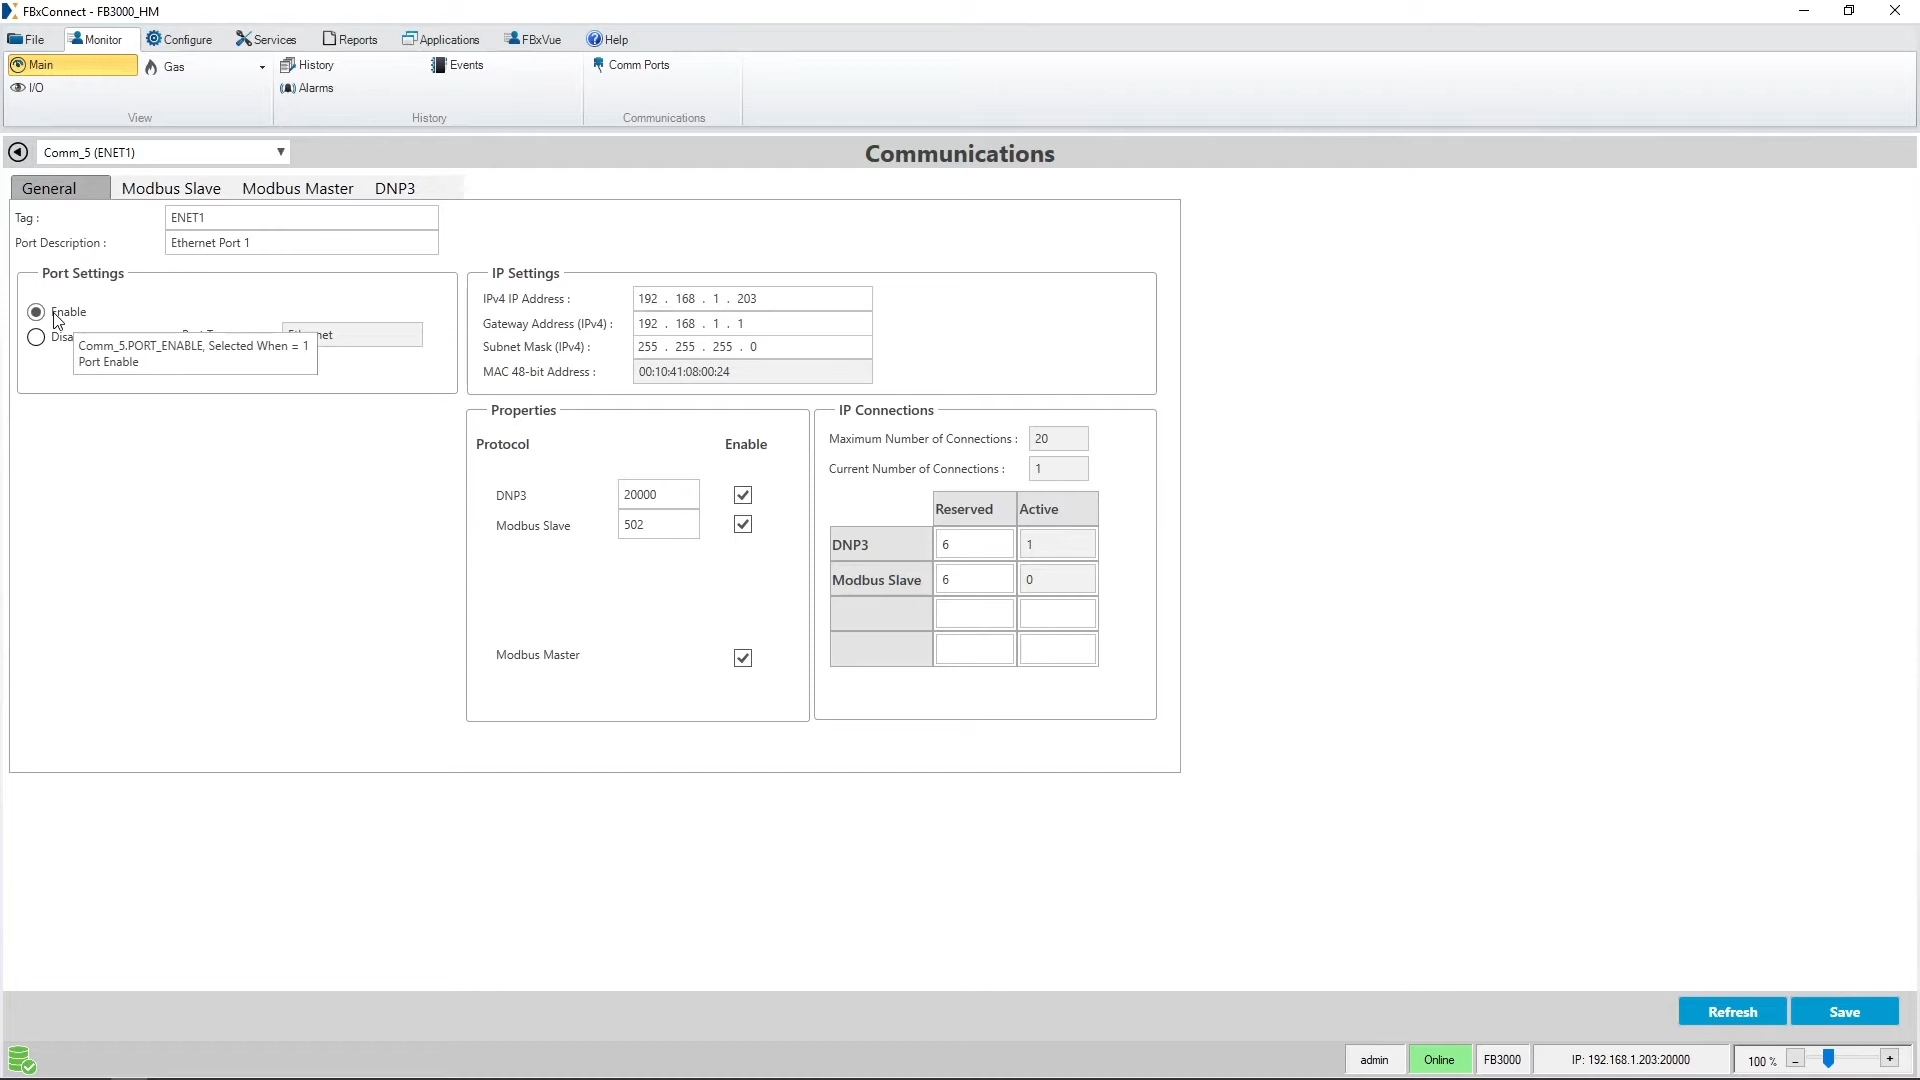 FBxConnect - FB3000_HM
File Monitor Configure Services Reports Applications FBxVue Help
Main Gas History Events Comm Ports
I/O Alarms
View History Communications
Comm_5 (ENET1) Communications
General Modbus Slave Modbus Master DNP3
Tag : ENET1
Port Description : Ethernet Port 1
Port Settings
Enable
Comm_5.PORT_ENABLE, Selected When = 1
Port Enable
IP Settings
IPv4 IP Address : 192 . 168 . 1 . 203
Gateway Address (IPv4) : 192 . 168 . 1 . 1
Subnet Mask (IPv4) : 255 . 255 . 255 . 0
MAC 48-bit Address : 00:10:41:08:00:24
Properties
Protocol Enable
DNP3 20000
Modbus Slave 502
Modbus Master
IP Connections
Maximum Number of Connections : 20
Current Number of Connections : 1
Reserved Active
DNP3 6 1
Modbus Slave 6 0
Refresh Save
admin Online FB3000 IP: 192.168.1.203:20000 100 % - +